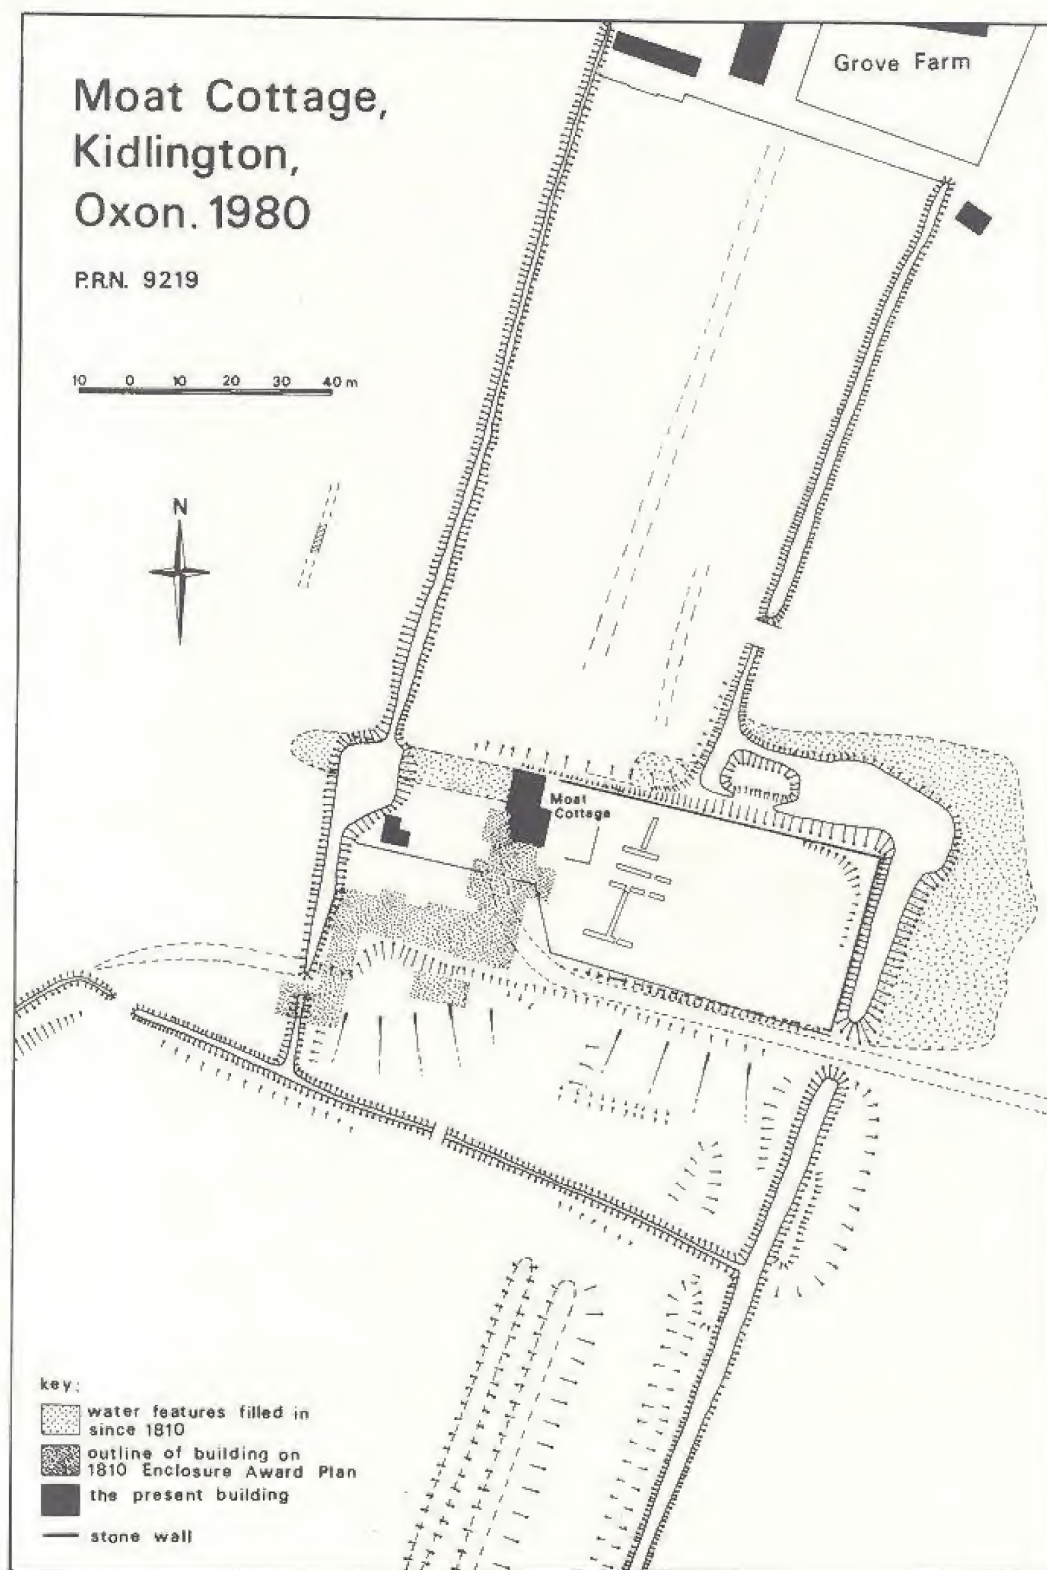 Moat Cottage,
Kidlington,
Oxon. 1980
P.R.N. 9219
10 0 10 20 30 40 m
N
Grove Farm
Moat
Cottage
key:
water features filled in
since 1810
outline of building on
1810 Enclosure Award Plan
the present building
stone wall